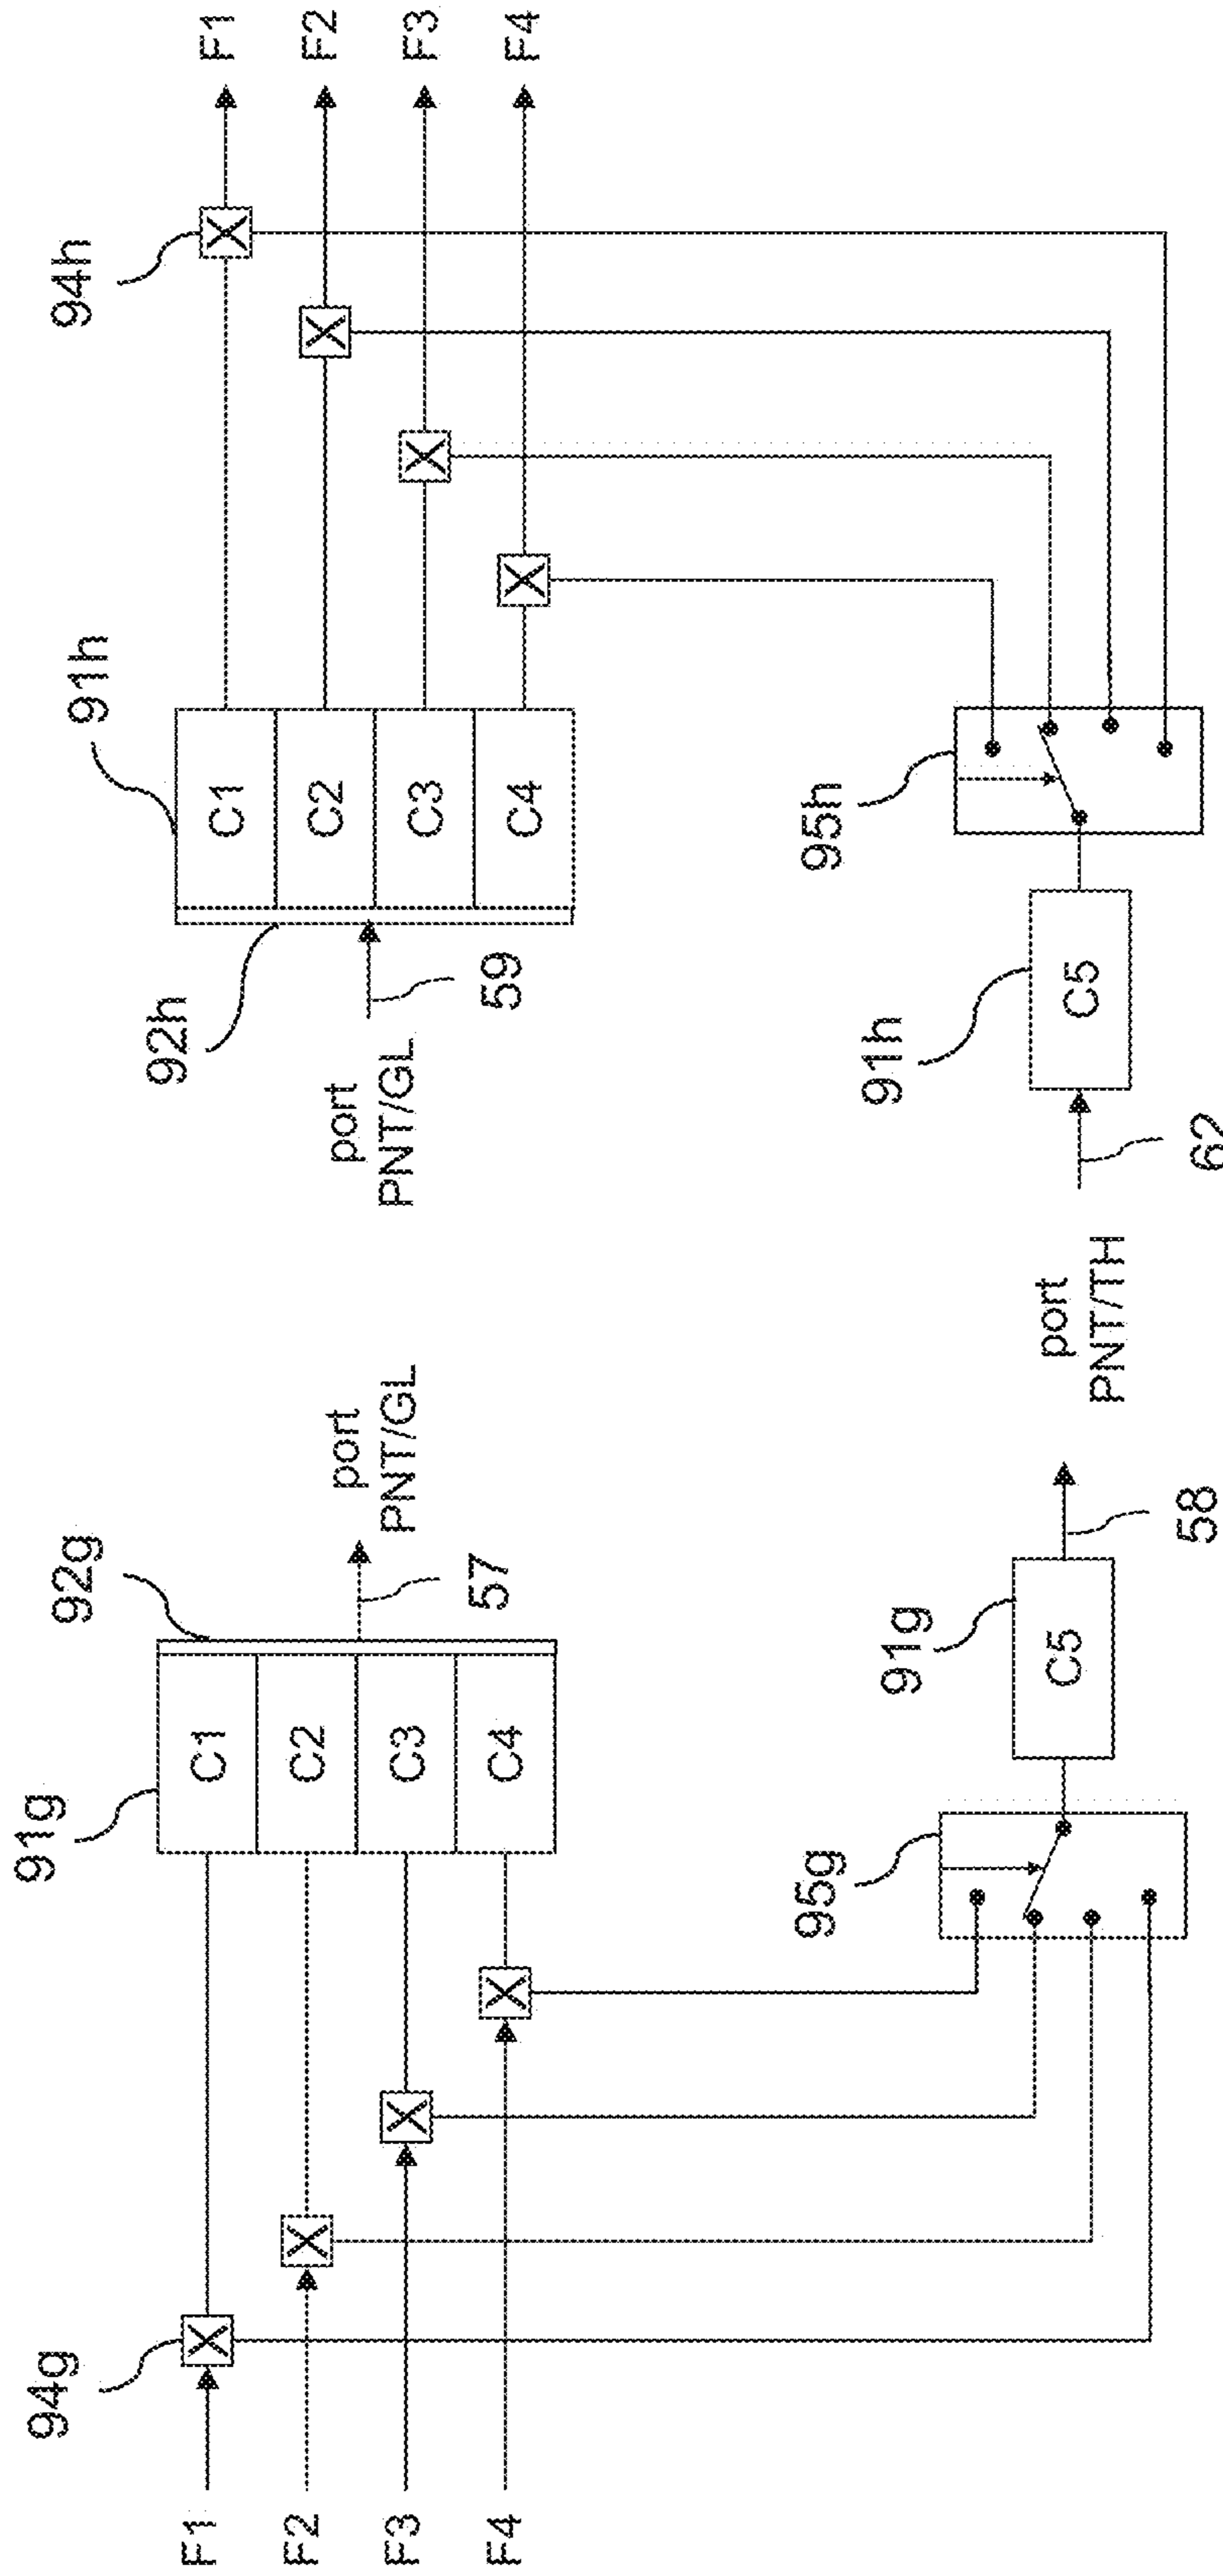 F1
F2
F3
F4
94g
91g
C1
C2
C3
C4
92g
57
port
PNT/GL
95g
91g
C5
58
port
PNT/TH
port
PNT/GL
59
92h
91h
C1
C2
C3
C4
62
91h
C5
95h
94h
F1
F2
F3
F4